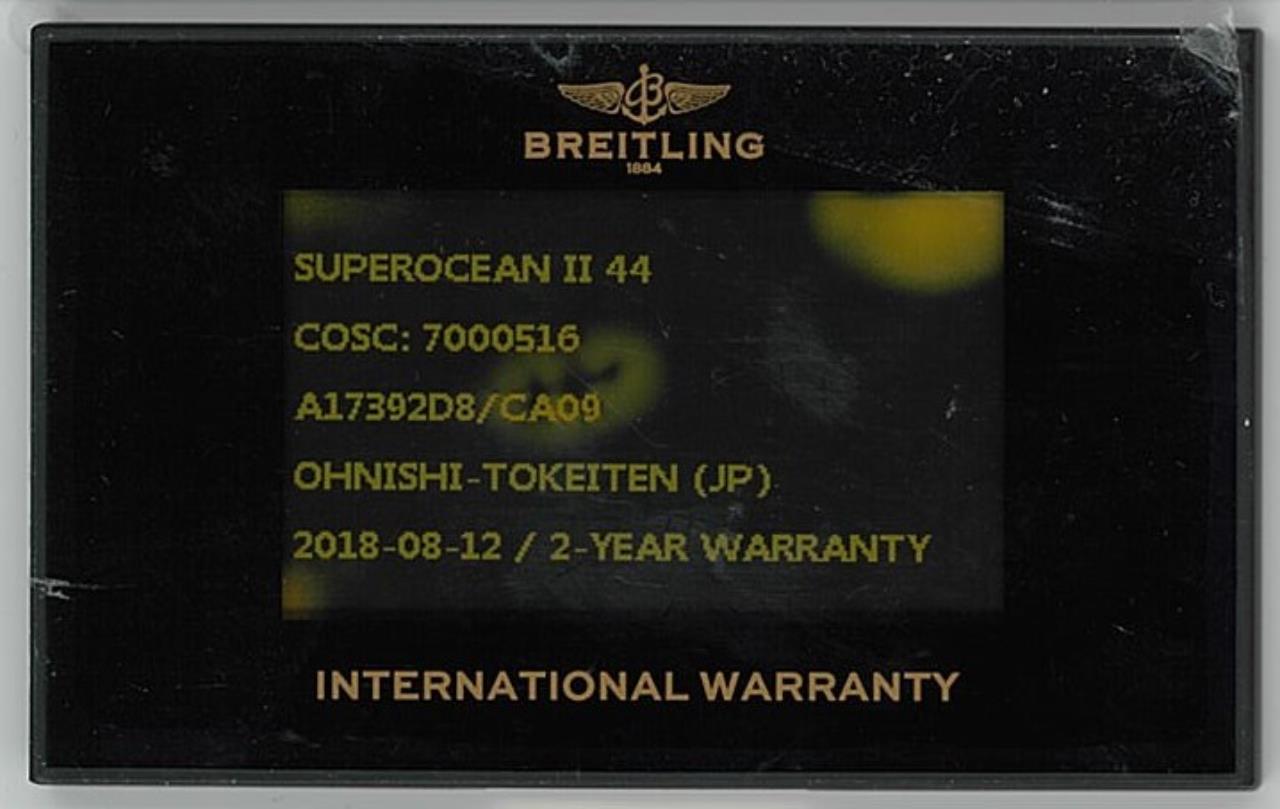 BREITLING
1884
SUPEROCEAN II 44
COSC: 7000516
A17392D8/CA09
OHNISHI-TOKEITEN (JP)
2018-08-12 / 2-YEAR WARRANTY
INTERNATIONAL WARRANTY